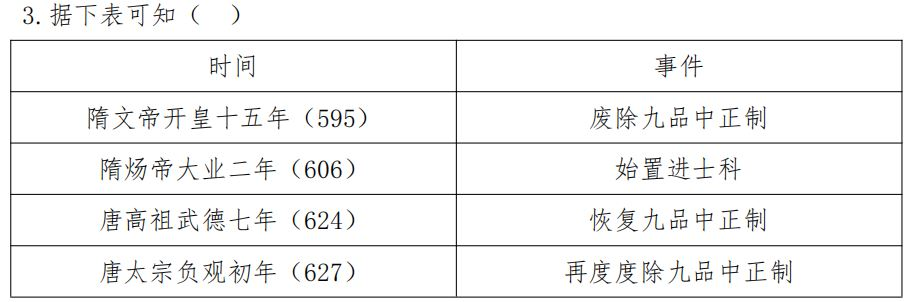 3.据下表可知（　）
时间 事件
隋文帝开皇十五年（595） 废除九品中正制
隋炀帝大业二年（606） 始置进士科
唐高祖武德七年（624） 恢复九品中正制
唐太宗负观初年（627） 再度度除九品中正制